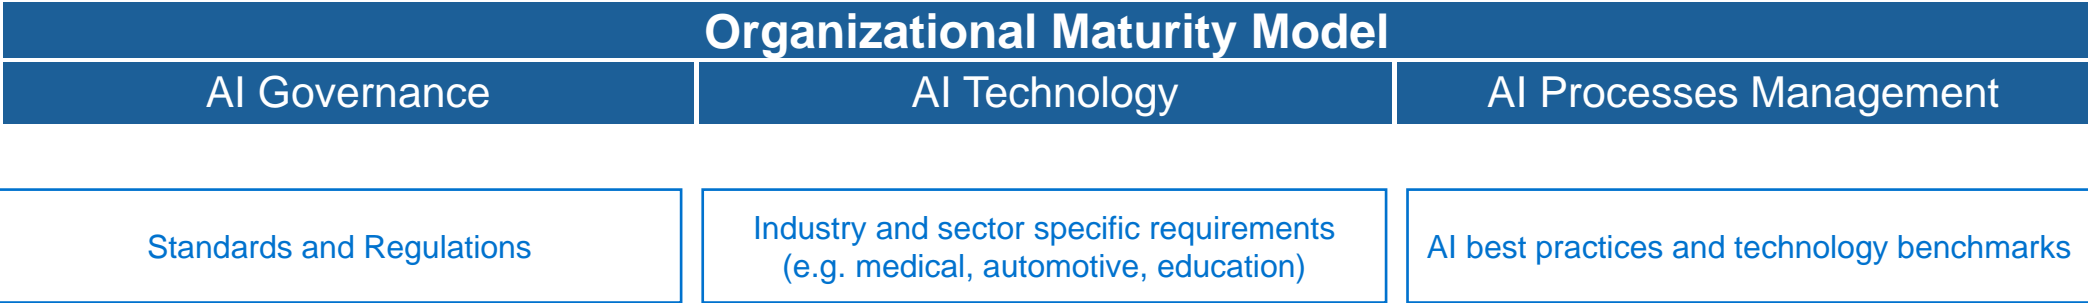 Organizational Maturity Model
AI Governance
AI Technology
AI Processes Management
Standards and Regulations
Industry and sector specific requirements
(e.g. medical, automotive, education)
AI best practices and technology benchmarks